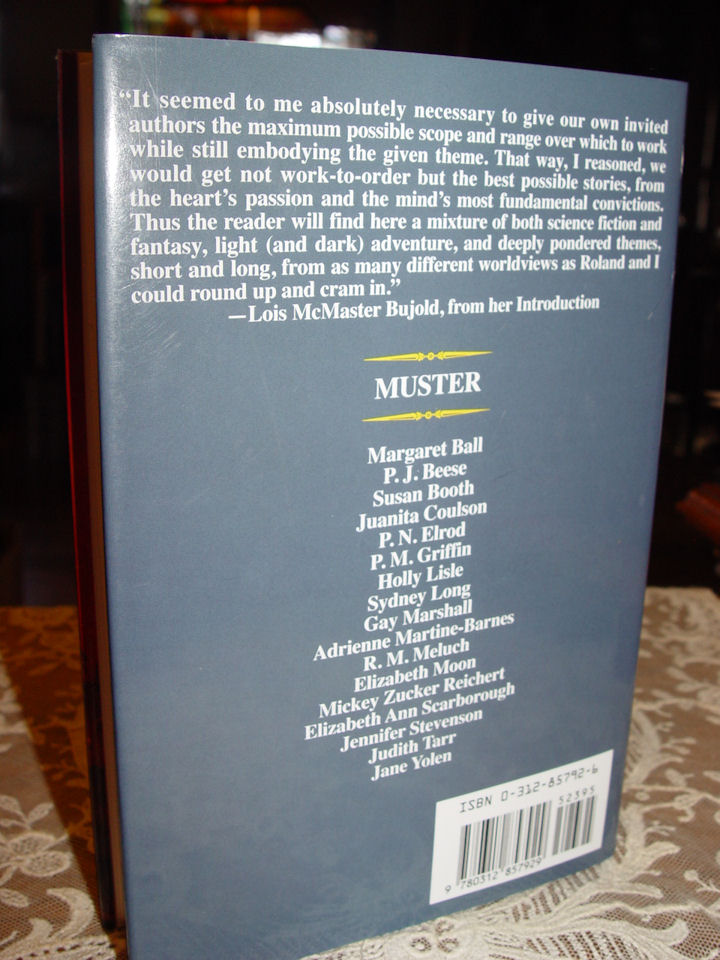 “It seemed to me absolutely necessary to give our own invited
authors the maximum possible scope and range over which to work
while still embodying the given theme. That way, I reasoned, we
would get not work-to-order but the best possible stories, from
the heart’s passion and the mind’s most fundamental convictions.
Thus the reader will find here a mixture of both science fiction and
fantasy, light (and dark) adventure, and deeply pondered themes,
short and long, from as many different worldviews as Roland and I
could round up and cram in.”
—Lois McMaster Bujold, from her Introduction
MUSTER
Margaret Ball
P. J. Beese
Susan Booth
Juanita Coulson
P. N. Elrod
P. M. Griffin
Holly Lisle
Sydney Long
Gay Marshall
Adrienne Martine-Barnes
R. M. Meluch
Elizabeth Moon
Mickey Zucker Reichert
Elizabeth Ann Scarborough
Jennifer Stevenson
Judith Tarr
Jane Yolen
ISBN 0-312-85792-6
52395
9 780312 857929